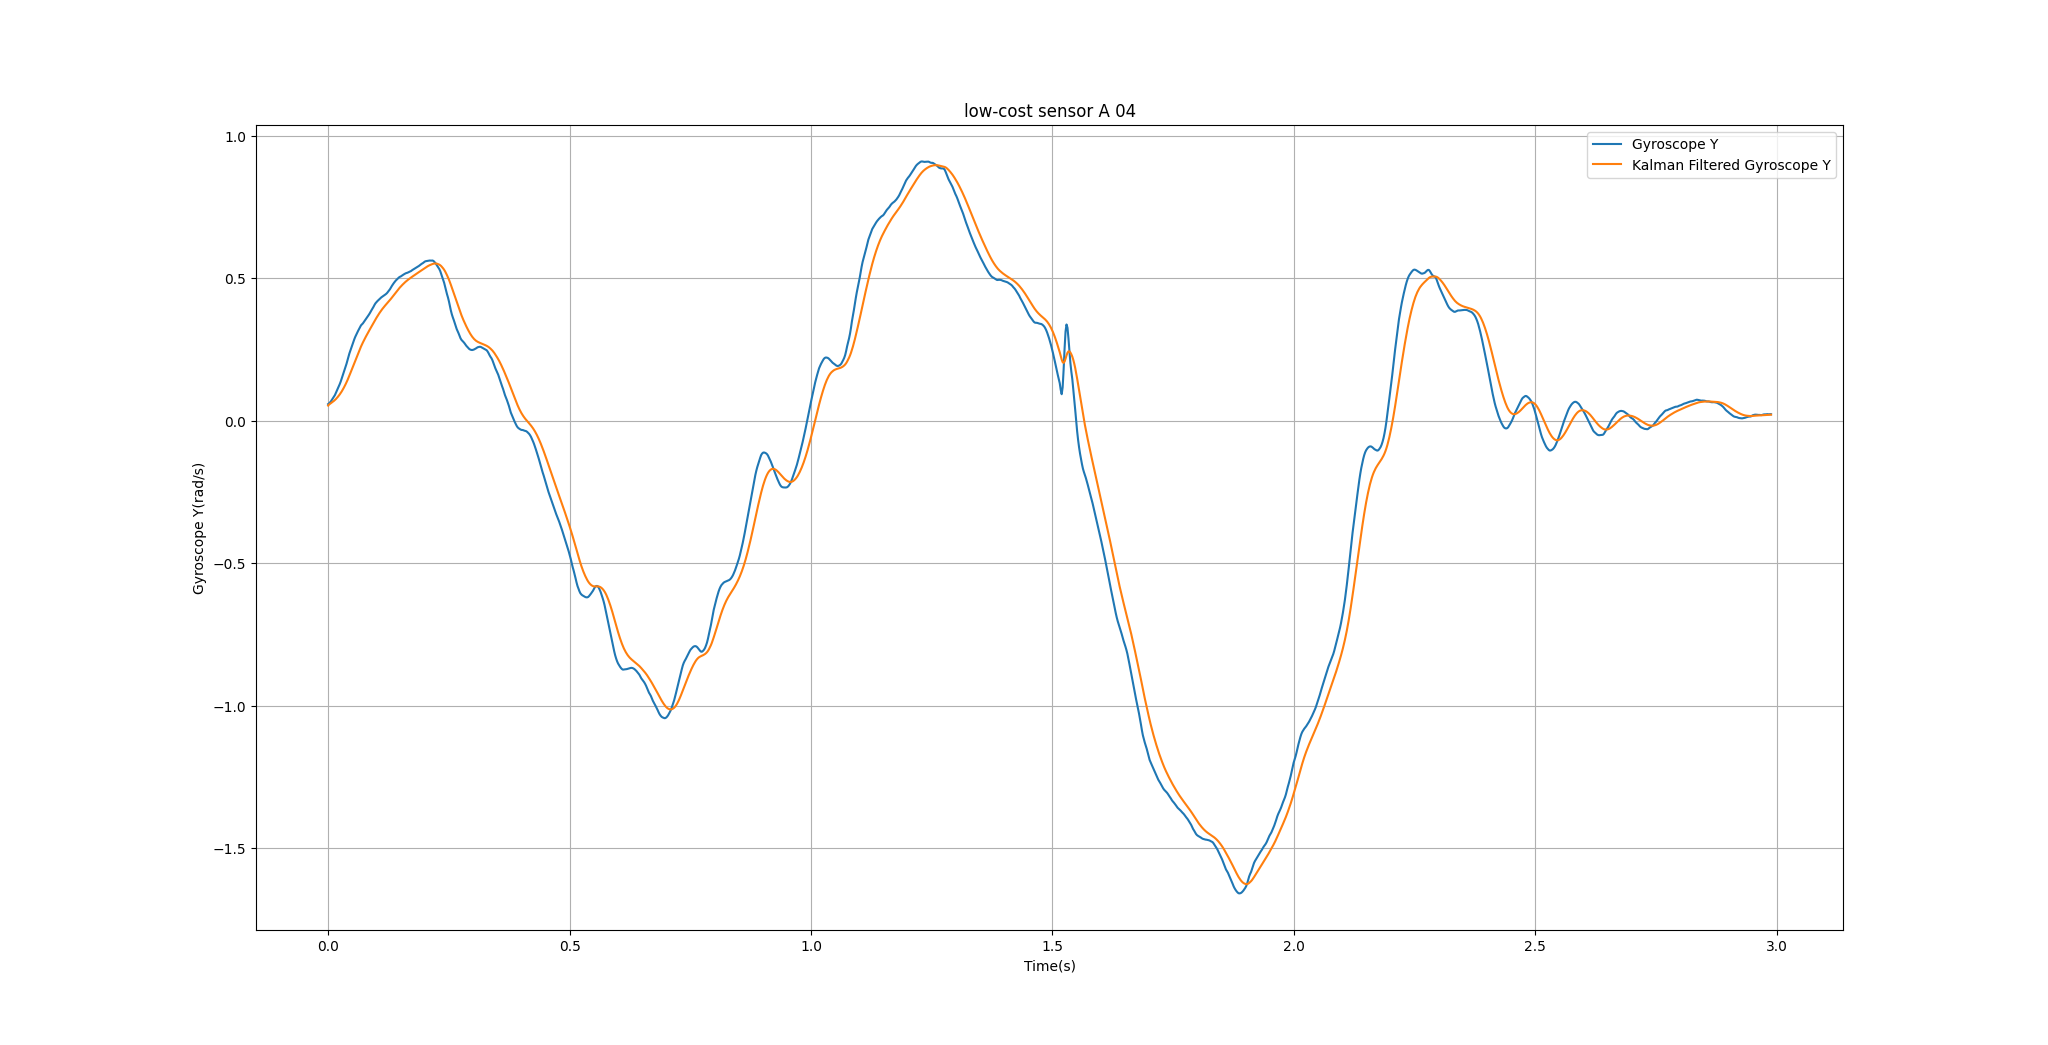 low-cost sensor A 04
Gyroscope Y
Kalman Filtered Gyroscope Y
1.0
0.5
0.0
−0.5
−1.0
−1.5
Gyroscope Y(rad/s)
0.0 0.5 1.0 1.5 2.0 2.5 3.0
Time(s)